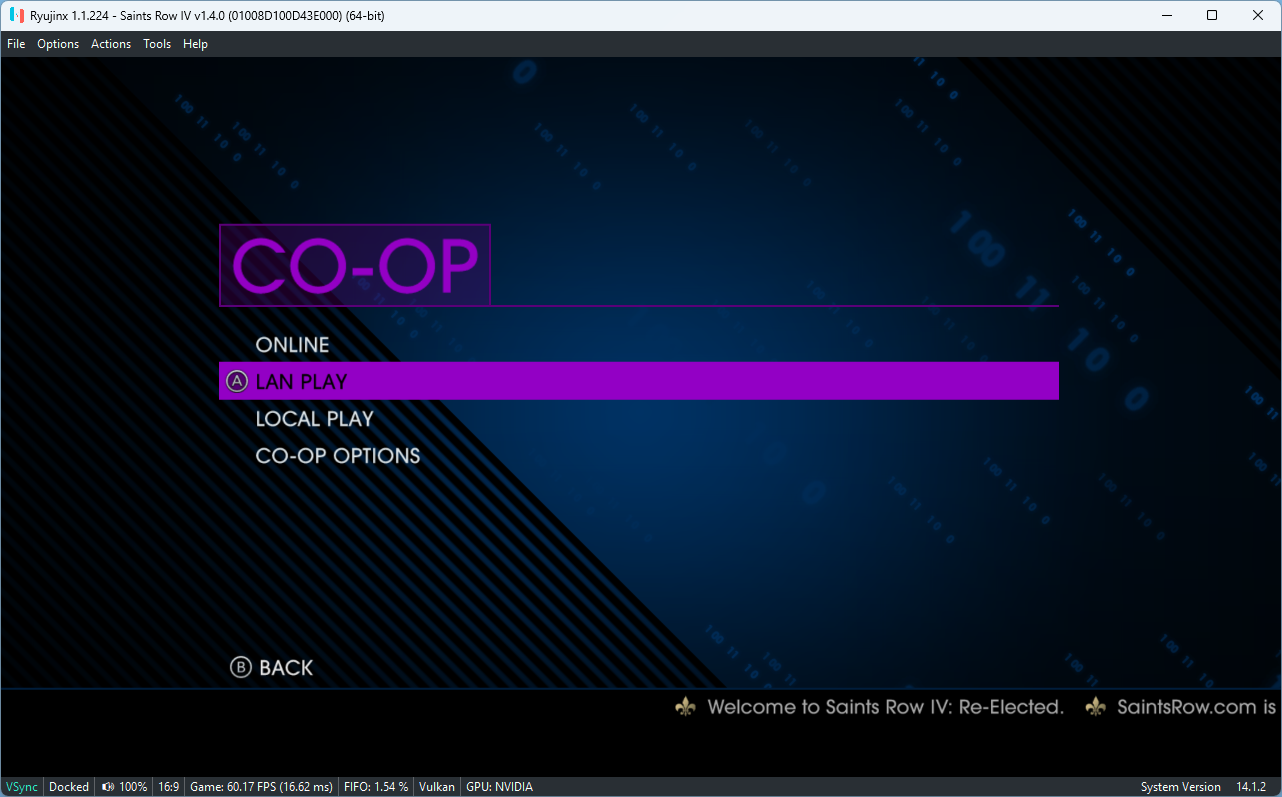 Ryujinx 1.1.224 - Saints Row IV v1.4.0 (01008D100D43E000) (64-bit)
File Options Actions Tools Help
CO-OP
ONLINE
A LAN PLAY
LOCAL PLAY
CO-OP OPTIONS
B BACK
Welcome to Saints Row IV: Re-Elected. SaintsRow.com is
VSync Docked 100% 16:9 Game: 60.17 FPS (16.62 ms) FIFO: 1.54 % Vulkan GPU: NVIDIA System Version 14.1.2